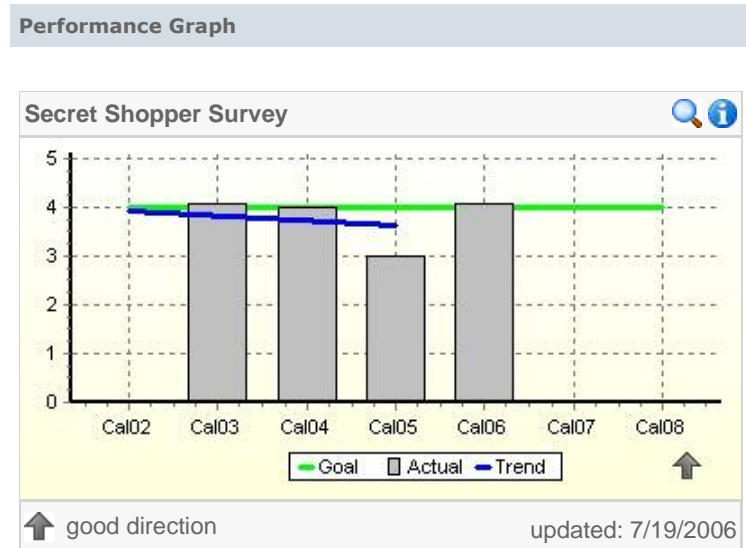 Performance Graph
Secret Shopper Survey
5
4
3
2
1
0
Cal02 Cal03 Cal04 Cal05 Cal06 Cal07 Cal08
Goal Actual Trend
good direction updated: 7/19/2006